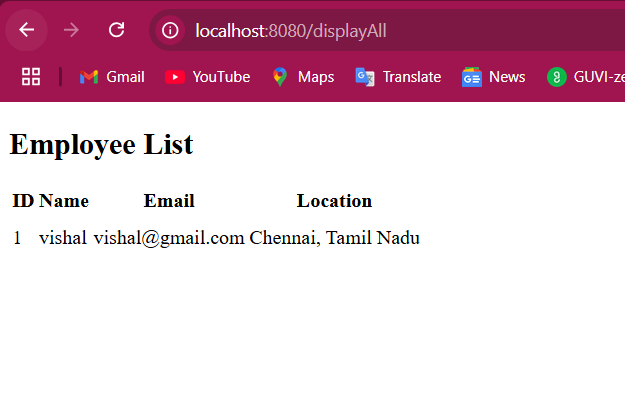 localhost:8080/displayAll
Gmail YouTube Maps Translate News GUVI-ze
Employee List
ID Name Email Location
1 vishal vishal@gmail.com Chennai, Tamil Nadu